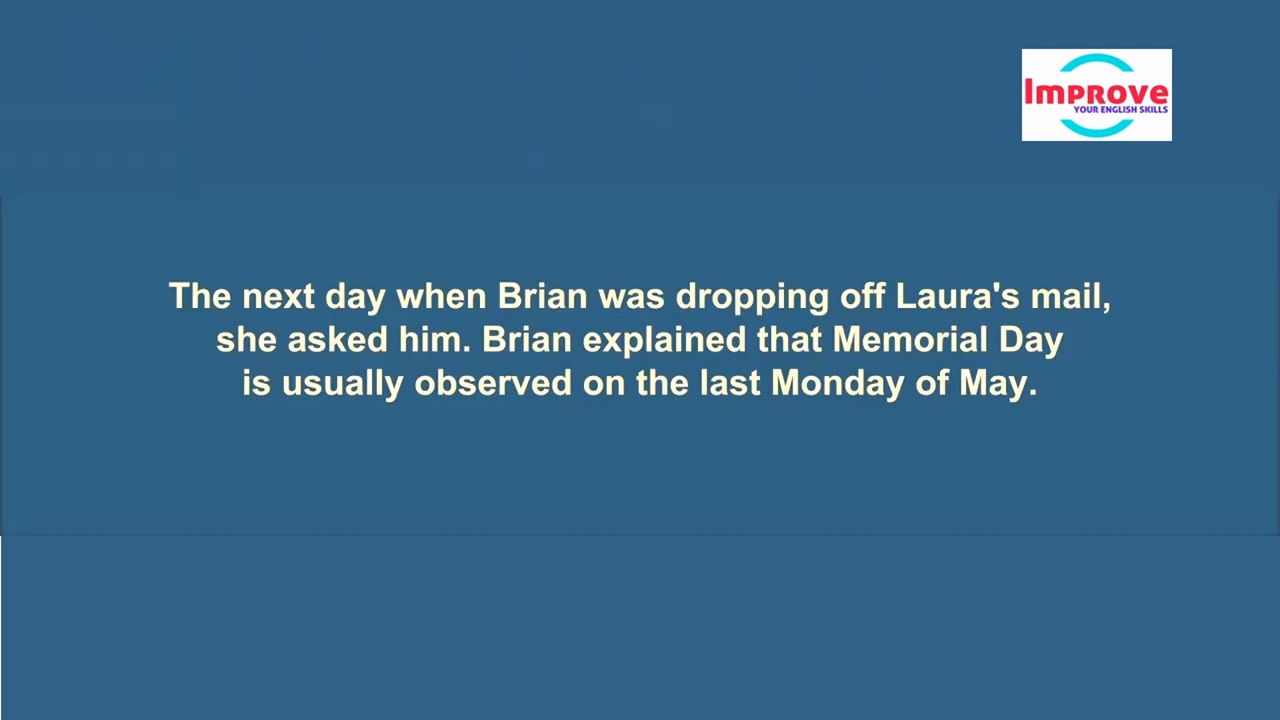 Improve
YOUR ENGLISH SKILLS
The next day when Brian was dropping off Laura's mail,
she asked him. Brian explained that Memorial Day
is usually observed on the last Monday of May.